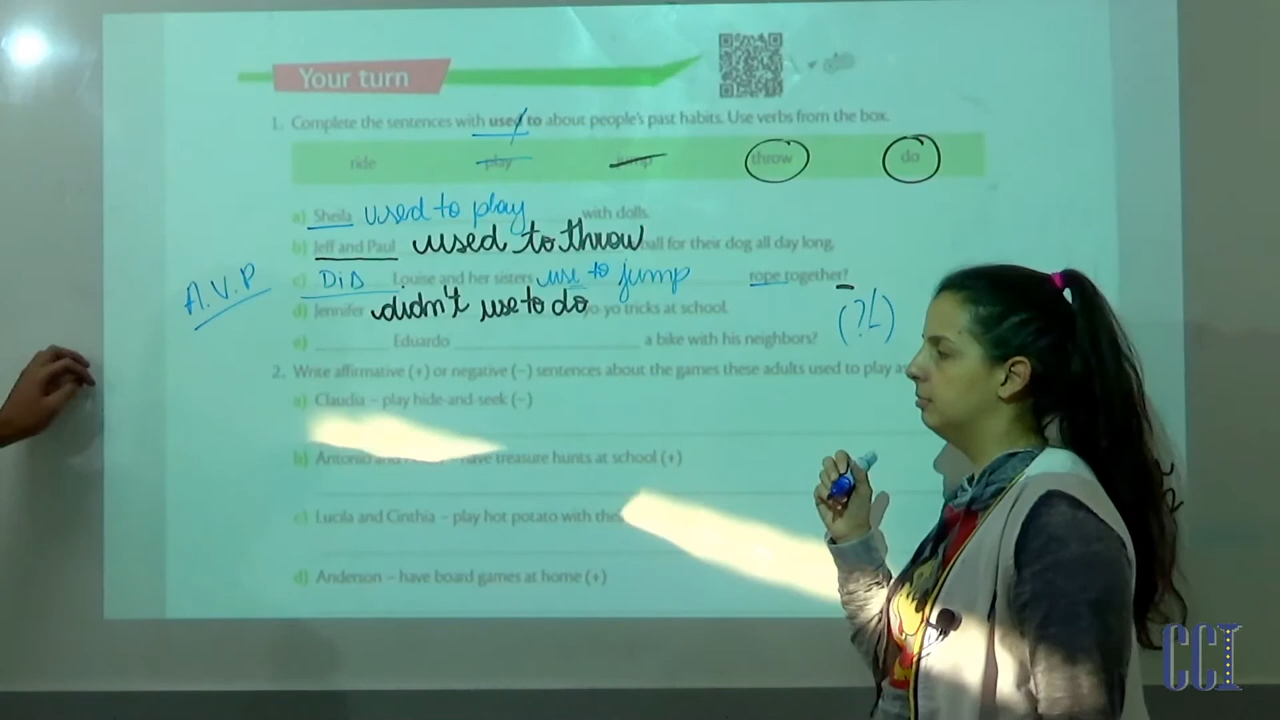 Your turn
1. Complete the sentences with used to about people's past habits. Use verbs from the box.
ride play jump throw do
a) Sheila used to play with dolls.
b) Jeff and Paul used to throw ball for their dog all day long.
A.V.P
c) DiD Louise and her sisters use to jump rope together?
d) Jennifer didn't use to do yo-yo tricks at school.
e) Eduardo a bike with his neighbors?
2. Write affirmative (+) or negative (−) sentences about the games these adults used to play
a) Claudia – play hide-and-seek (−)
b) Antonio and – have treasure hunts at school (+)
c) Lucila and Cinthia – play hot potato with
d) Anderson – have board games at home (+)
CCI